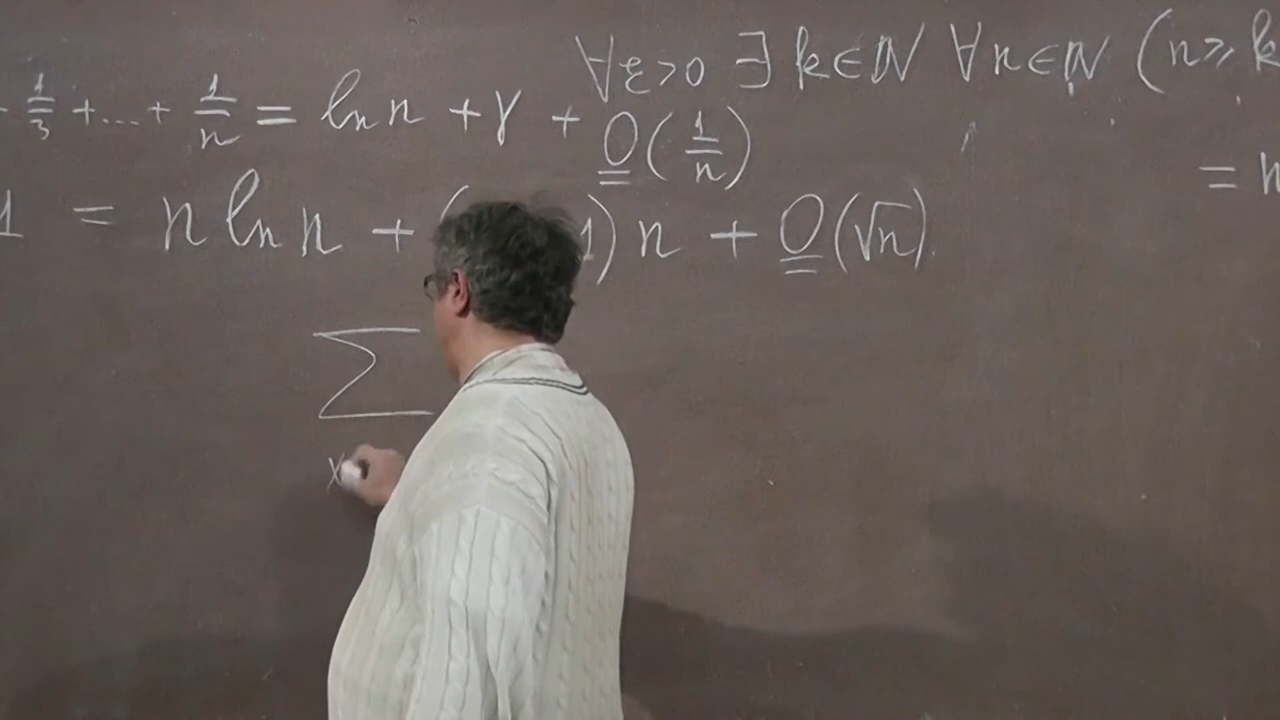 ∀ε>0 ∃ k∈ℕ ∀n∈ℕ (n⩾k
1/3 +...+ 1/n = ln n + γ + O(1/n)
= n
1 = n ln n + ( 1) n + O(√n)
∑
x